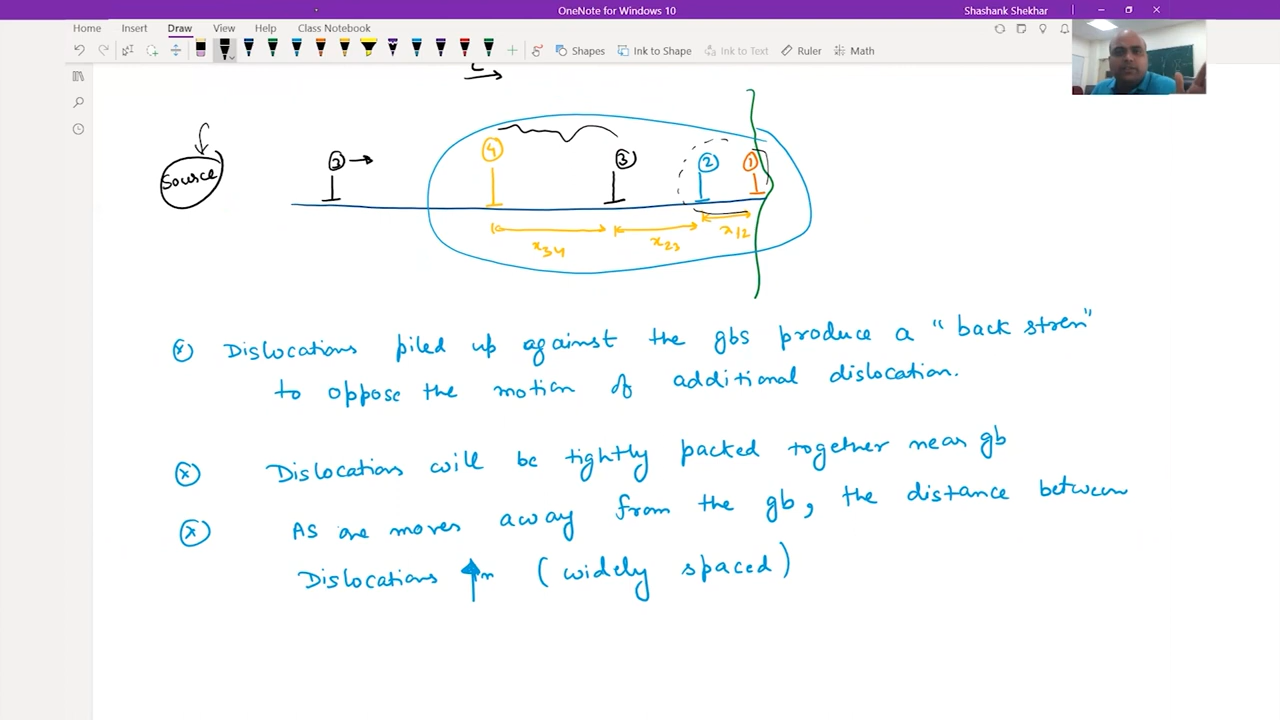 OneNote for Windows 10
Shashank Shekhar
Home Insert Draw View Help Class Notebook
Shapes Ink to Shape Ink to Text Ruler Math
τ
Source
3 4 3 2 1
x34 x23 x12
Dislocations piled up against the gbs produce a "back stress"
to oppose the motion of additional dislocation.
Dislocations will be tightly packed together near gb
As one moves away from the gb, the distance between
Dislocations ↑n (widely spaced)